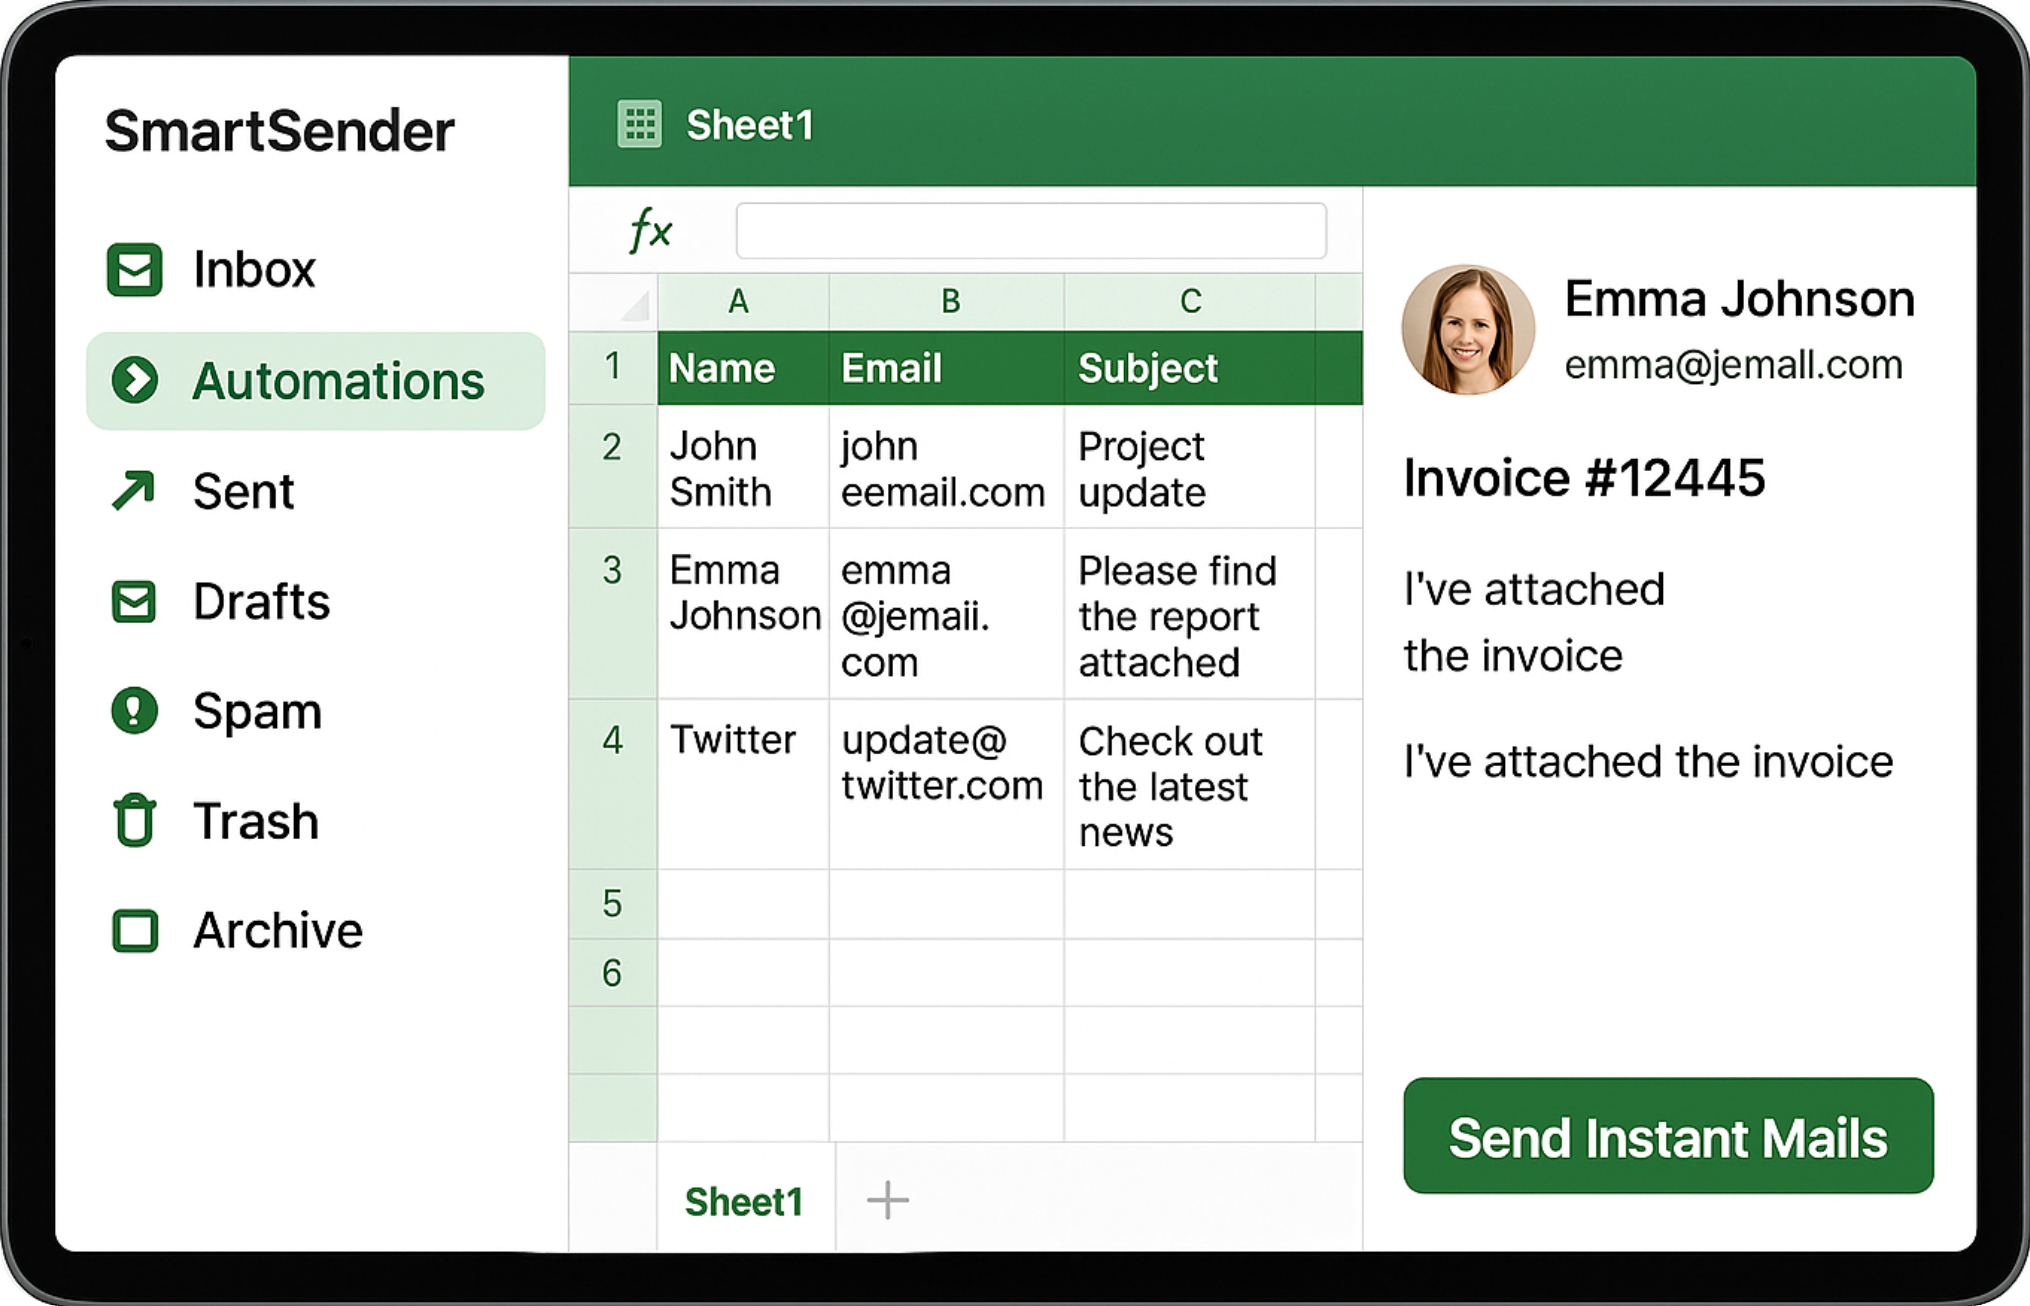 SmartSender
Inbox
Automations
Sent
Drafts
Spam
Trash
Archive
Sheet1
fx
A B C
1 Name Email Subject
2 John john Project
Smith eemail.com update
3 Emma emma Please find
Johnson @jemaii. the report
com attached
4 Twitter update@ Check out
twitter.com the latest
news
5
6
Sheet1 +
Emma Johnson
emma@jemall.com
Invoice #12445
I've attached
the invoice
I've attached the invoice
Send Instant Mails